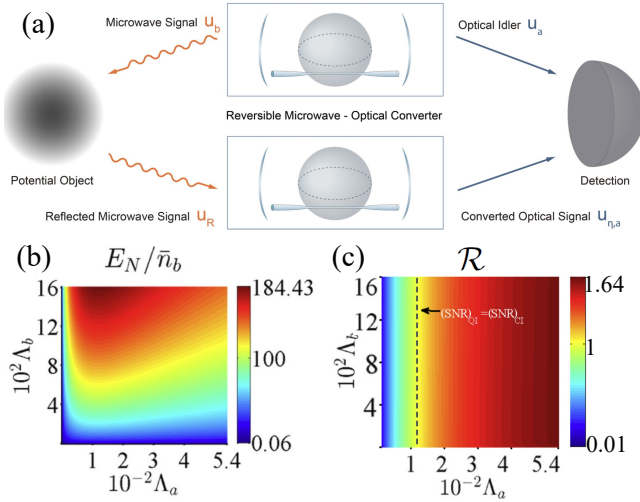 (a)
Microwave Signal u_b
Optical Idler u_a
Reversible Microwave - Optical Converter
Potential Object
Detection
Reflected Microwave Signal u_R
Converted Optical Signal u_η,a
(b)
E_N/n̄_b
16
12
8
4
10²Λ_b
1 2 3 4 5.4
10⁻²Λ_a
184.43
100
0.06
(c)
ℛ
(SNR)_QI=(SNR)_CI
16
12
8
4
10²Λ_b
1 2 3 4 5.4
10⁻²Λ_a
1.64
1
0.01